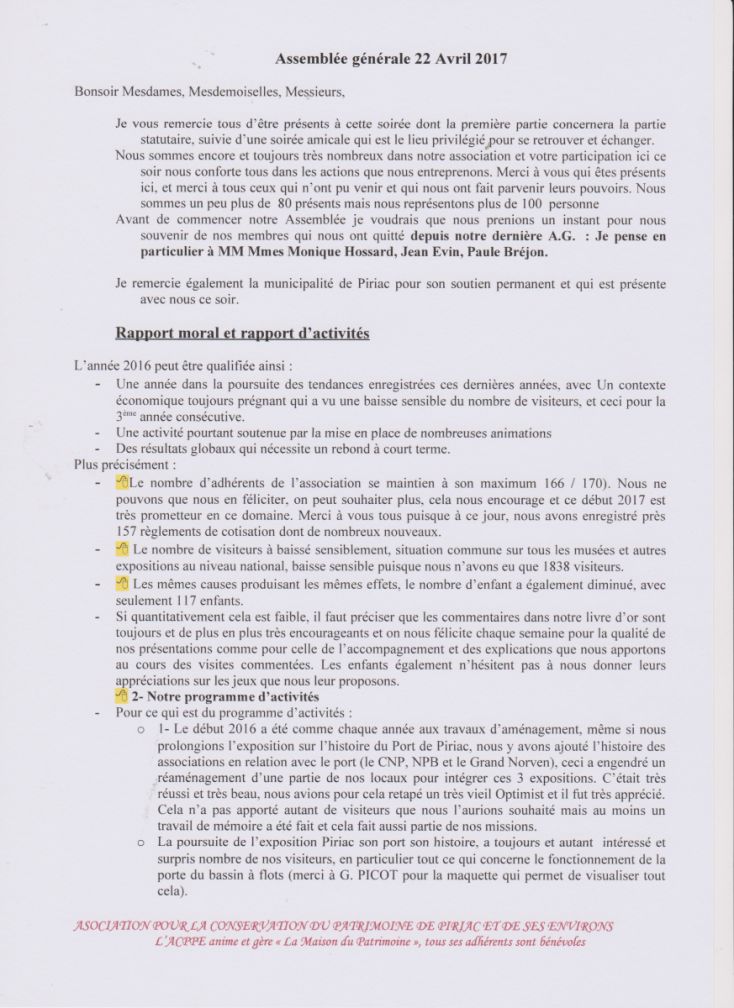 Assemblée générale 22 Avril 2017
Bonsoir Mesdames, Mesdemoiselles, Messieurs,
Je vous remercie tous d'être présents à cette soirée dont la première partie concernera la partie
statutaire, suivie d'une soirée amicale qui est le lieu privilégié pour se retrouver et échanger.
Nous sommes encore et toujours très nombreux dans notre association et votre participation ici ce
soir nous conforte tous dans les actions que nous entreprenons. Merci à vous qui êtes présents
ici, et merci à tous ceux qui n'ont pu venir et qui nous ont fait parvenir leurs pouvoirs. Nous
sommes un peu plus de 80 présents mais nous représentons plus de 100 personne
Avant de commencer notre Assemblée je voudrais que nous prenions un instant pour nous
souvenir de nos membres qui nous ont quitté depuis notre dernière A.G. : Je pense en
particulier à MM Mmes Monique Hossard, Jean Evin, Paule Bréjon.
Je remercie également la municipalité de Piriac pour son soutien permanent et qui est présente
avec nous ce soir.
Rapport moral et rapport d'activités
L'année 2016 peut être qualifiée ainsi :
- Une année dans la poursuite des tendances enregistrées ces dernières années, avec Un contexte
économique toujours prégnant qui a vu une baisse sensible du nombre de visiteurs, et ceci pour la
3ème année consécutive.
- Une activité pourtant soutenue par la mise en place de nombreuses animations
- Des résultats globaux qui nécessite un rebond à court terme.
Plus précisément :
- Le nombre d'adhérents de l'association se maintien à son maximum 166 / 170). Nous ne
pouvons que nous en féliciter, on peut souhaiter plus, cela nous encourage et ce début 2017 est
très prometteur en ce domaine. Merci à vous tous puisque à ce jour, nous avons enregistré près
157 règlements de cotisation dont de nombreux nouveaux.
- Le nombre de visiteurs à baissé sensiblement, situation commune sur tous les musées et autres
expositions au niveau national, baisse sensible puisque nous n'avons eu que 1838 visiteurs.
- Les mêmes causes produisant les mêmes effets, le nombre d'enfant a également diminué, avec
seulement 117 enfants.
- Si quantitativement cela est faible, il faut préciser que les commentaires dans notre livre d'or sont
toujours et de plus en plus très encourageants et on nous félicite chaque semaine pour la qualité de
nos présentations comme pour celle de l'accompagnement et des explications que nous apportons
au cours des visites commentées. Les enfants également n'hésitent pas à nous donner leurs
appréciations sur les jeux que nous leur proposons.
2- Notre programme d'activités
- Pour ce qui est du programme d'activités :
o 1- Le début 2016 a été comme chaque année aux travaux d'aménagement, même si nous
prolongions l'exposition sur l'histoire du Port de Piriac, nous y avons ajouté l'histoire des
associations en relation avec le port (le CNP, NPB et le Grand Norven), ceci a engendré un
réaménagement d'une partie de nos locaux pour intégrer ces 3 expositions. C'était très
réussi et très beau, nous avions pour cela retapé un très vieil Optimist et il fut très apprécié.
Cela n'a pas apporté autant de visiteurs que nous l'aurions souhaité mais au moins un
travail de mémoire a été fait et cela fait aussi partie de nos missions.
o La poursuite de l'exposition Piriac son port son histoire, a toujours et autant intéressé et
surpris nombre de nos visiteurs, en particulier tout ce qui concerne le fonctionnement de la
porte du bassin à flots (merci à G. PICOT pour la maquette qui permet de visualiser tout
cela).
ASOCIATION POUR LA CONSERVATION DU PATRIMOINE DE PIRIAC ET DE SES ENVIRONS
L'ACPPE anime et gère « La Maison du Patrimoine », tous ses adhérents sont bénévoles